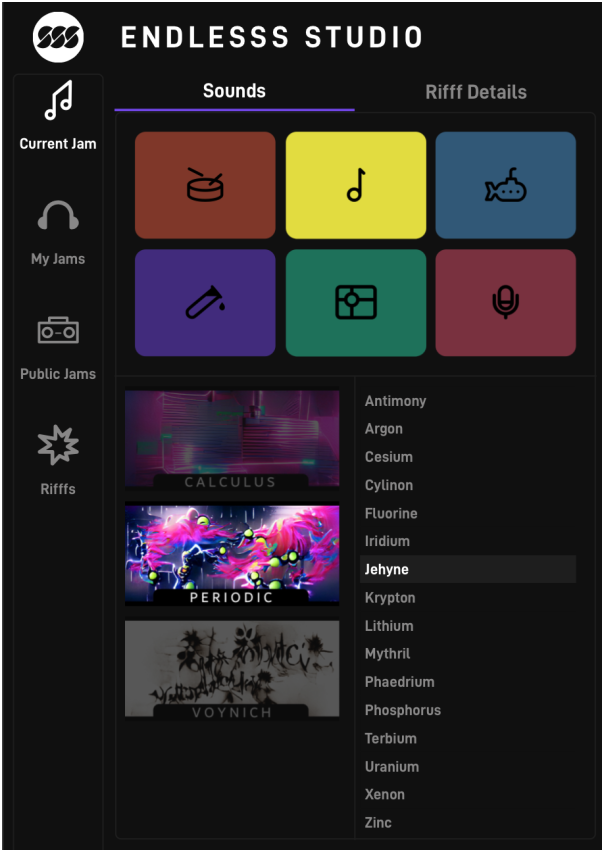 ENDLESSS STUDIO
Sounds
Rifff Details
Current Jam
My Jams
Public Jams
Rifffs
CALCULUS
PERIODIC
VOYNICH
Antimony
Argon
Cesium
Cylinon
Fluorine
Iridium
Jehyne
Krypton
Lithium
Mythril
Phaedrium
Phosphorus
Terbium
Uranium
Xenon
Zinc